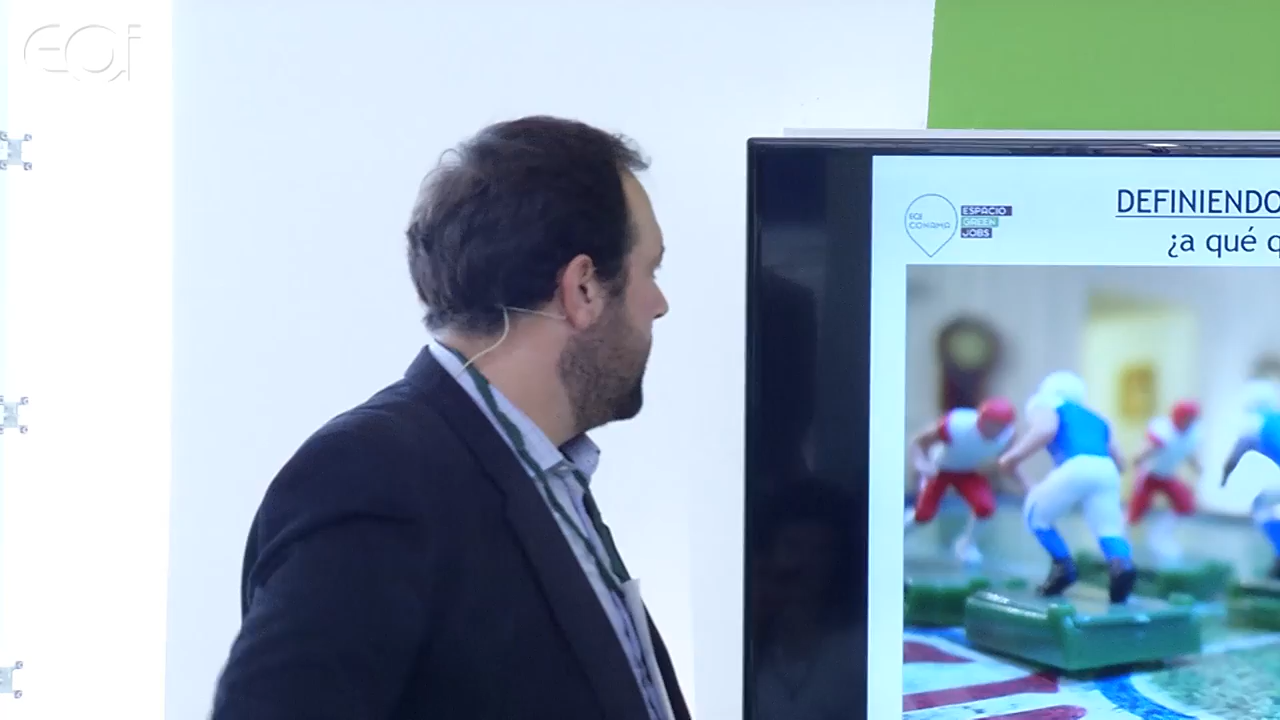 EOI
EOI
CONAMA
ESPACIO
GREEN
JOBS
DEFINIENDO
¿a qué q